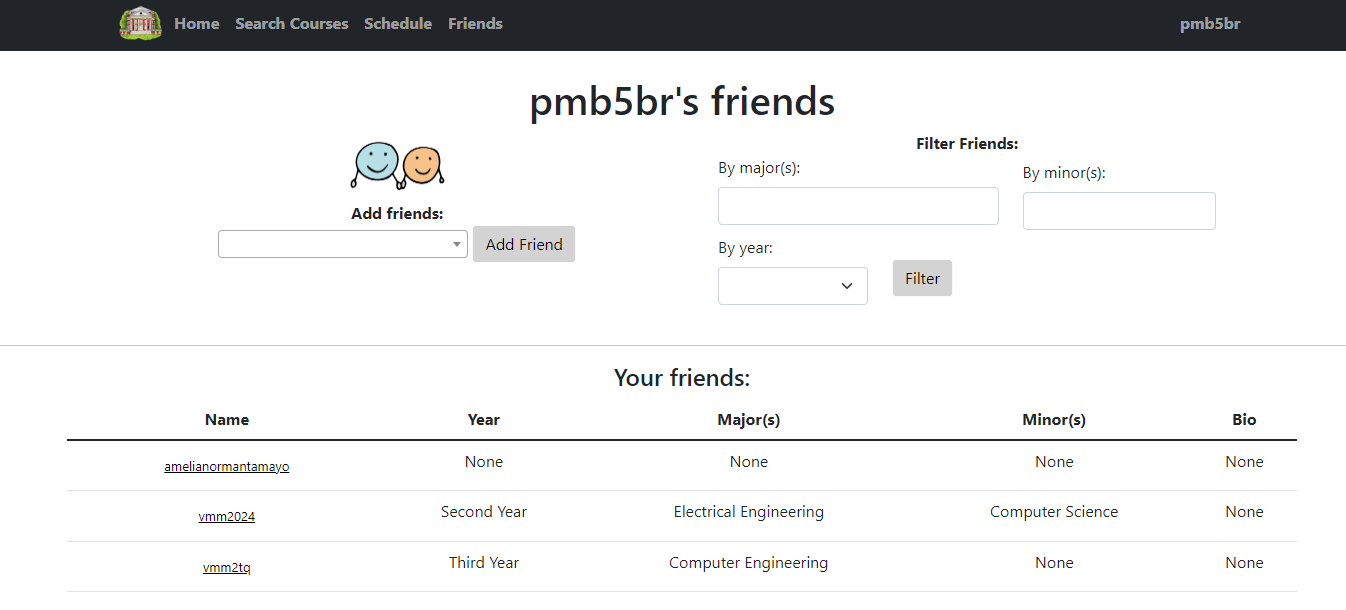 Home Search Courses Schedule Friends pmb5br
pmb5br's friends
Add friends:
Add Friend
Filter Friends:
By major(s):
By minor(s):
By year:
Filter
Your friends:
Name Year Major(s) Minor(s) Bio
amelianormantamayo None None None None
vmm2024 Second Year Electrical Engineering Computer Science None
vmm2tq Third Year Computer Engineering None None